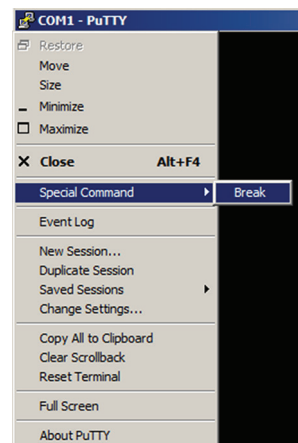 COM1 - PuTTY
Restore
Move
Size
Minimize
Maximize
Close Alt+F4
Special Command Break
Event Log
New Session...
Duplicate Session
Saved Sessions
Change Settings...
Copy All to Clipboard
Clear Scrollback
Reset Terminal
Full Screen
About PuTTY